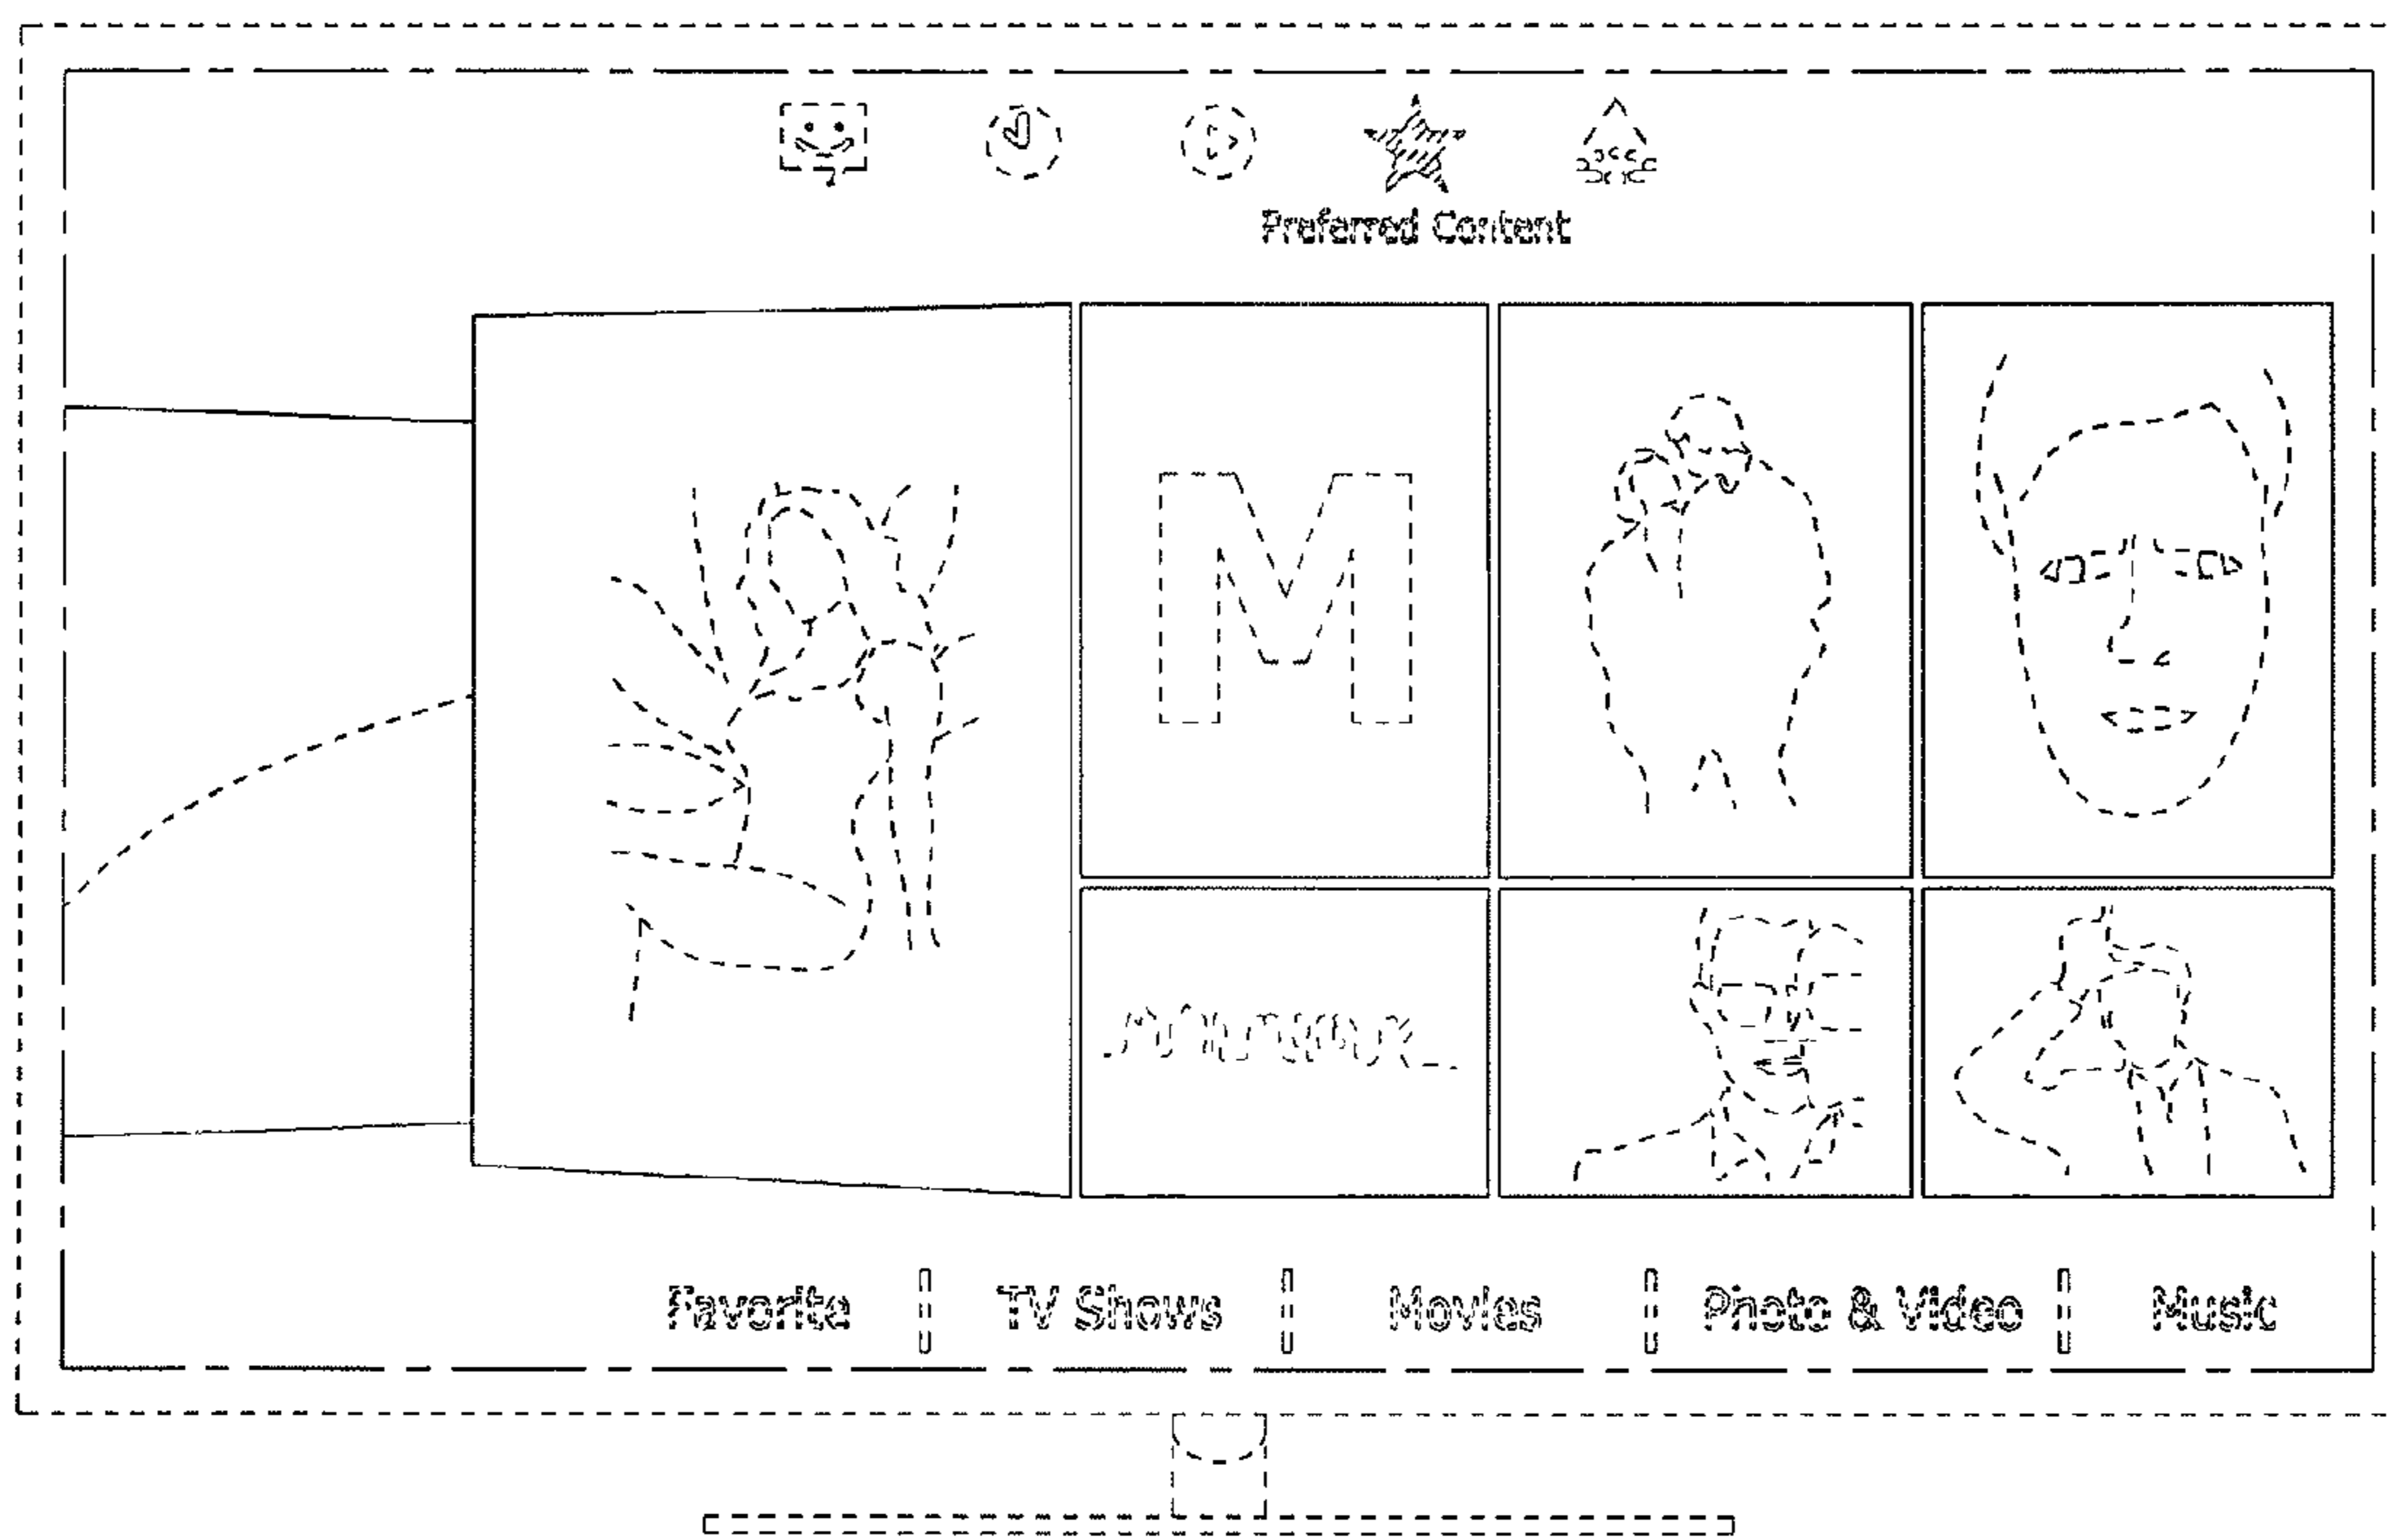 Preferred Content
M
Favorite | TV Shows | Movies | Photo & Video | Music